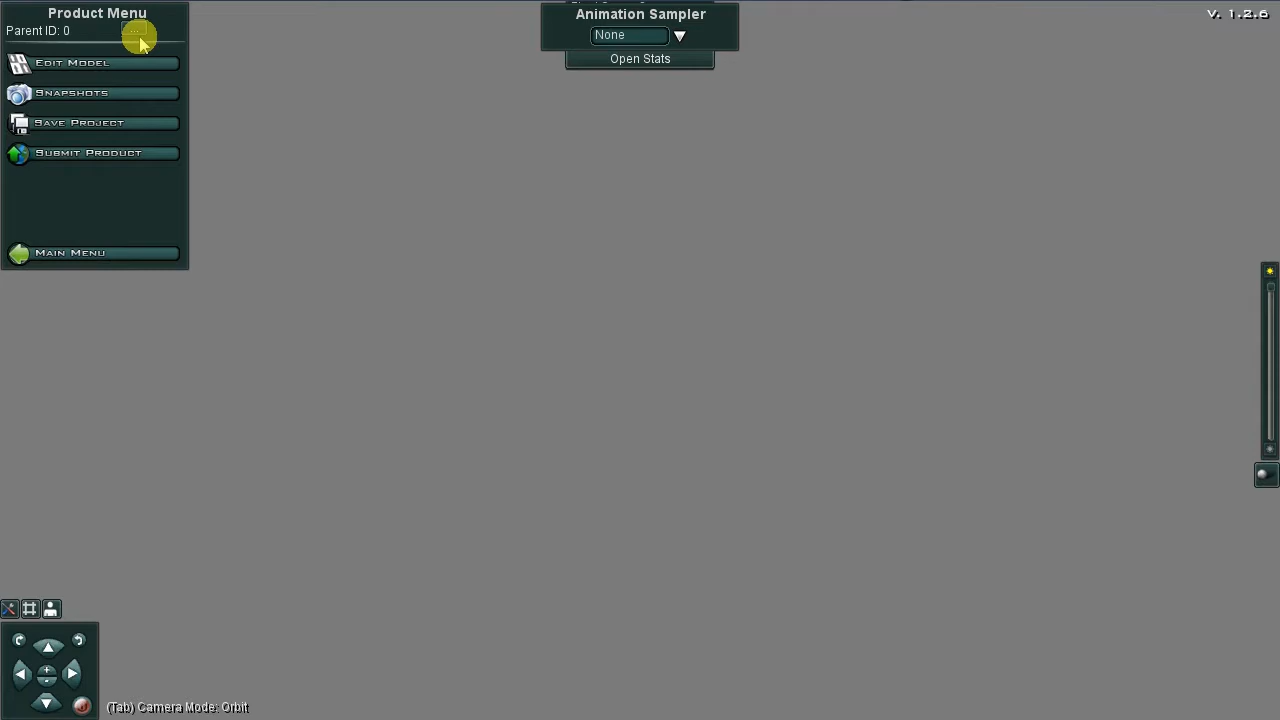 Product Menu
Parent ID: 0
...
Edit Model
Snapshots
Save Project
Submit Product
Main Menu
Animation Sampler
None
Open Stats
V. 1.2.6
(Tab) Camera Mode: Orbit